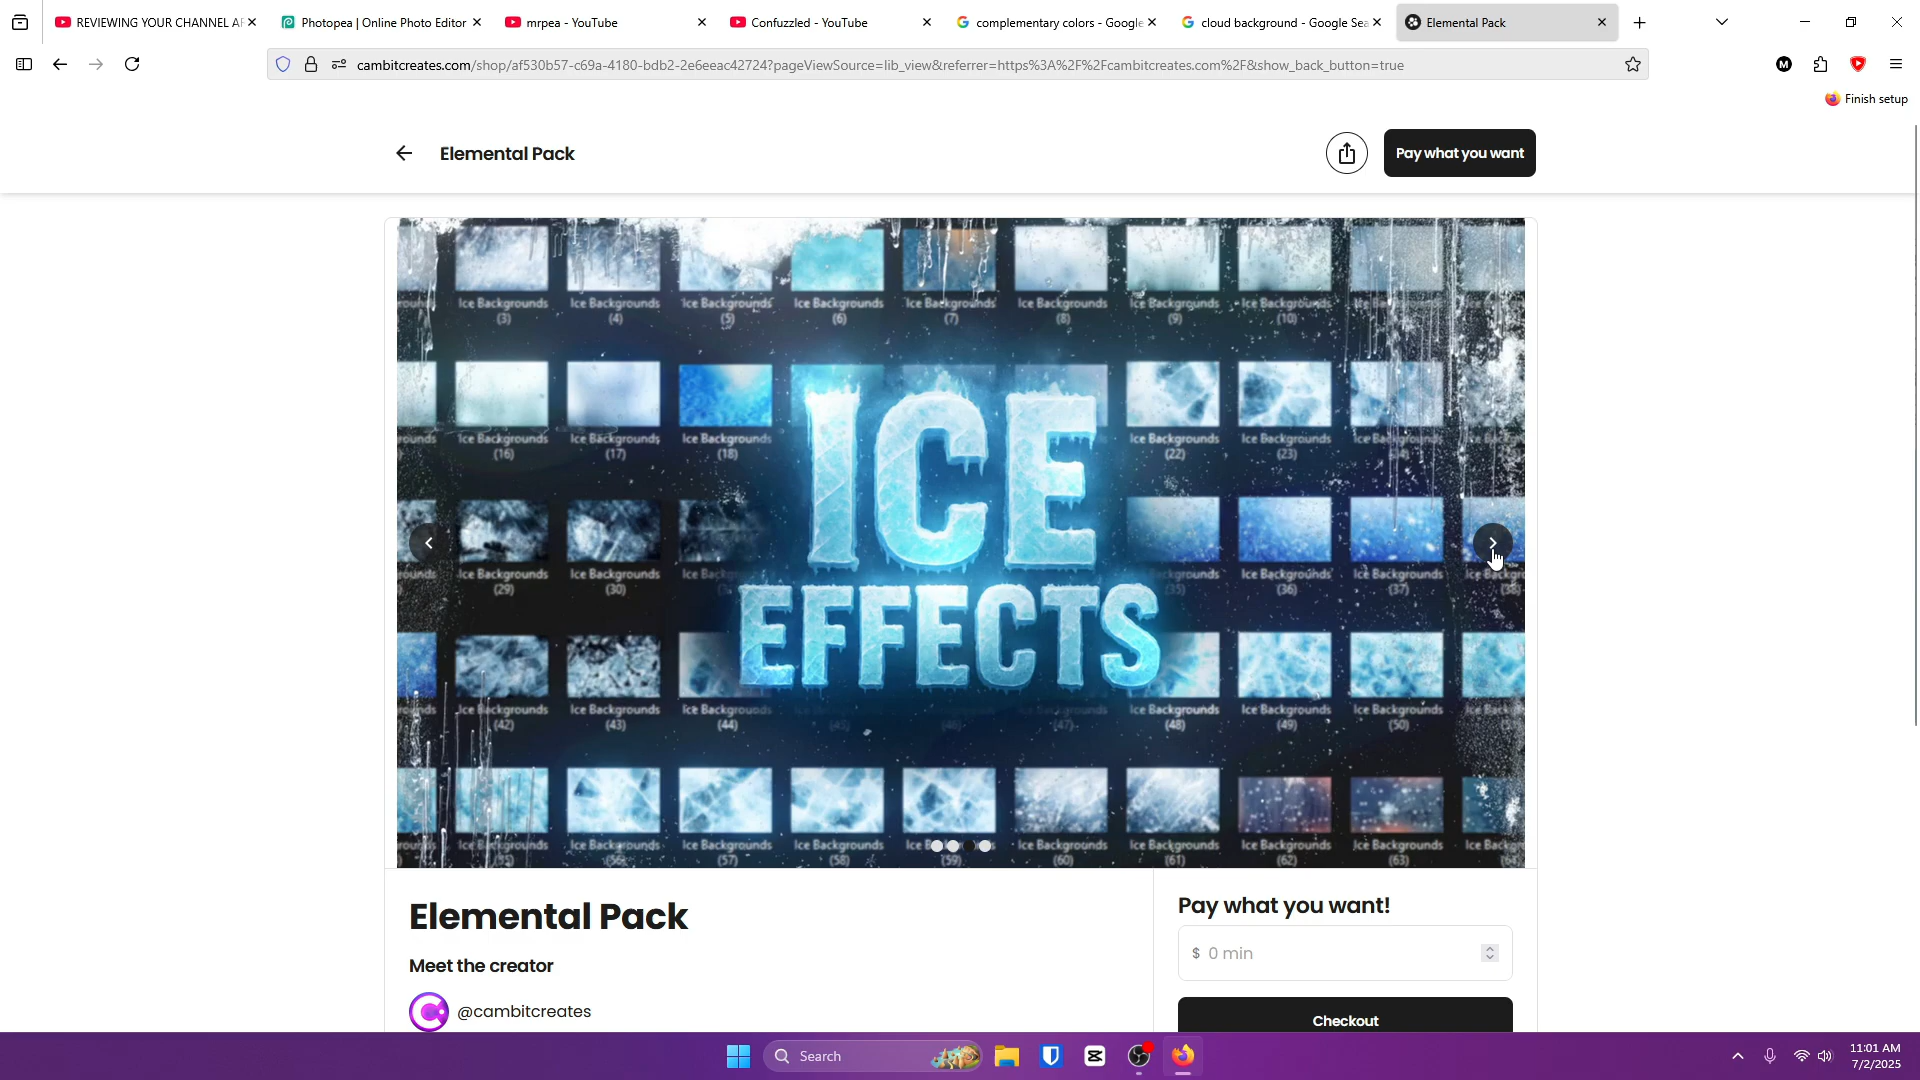 REVIEWING YOUR CHANNEL AF
Photopea | Online Photo Editor
mrpea - YouTube
Confuzzled - YouTube
complementary colors - Google
cloud background - Google Sea
Elemental Pack
cambitcreates.com/shop/af530b57-c69a-4180-bdb2-2e6eeac42724?pageViewSource=lib_view&referrer=https%3A%2F%2Fcambitcreates.com%2F&show_back_button=true
M
Finish setup
Elemental Pack
Pay what you want
Ice Backgrounds (3)
Ice Backgrounds (4)
Ice Backgrounds (5)
Ice Backgrounds (6)
Ice Backgrounds (7)
Ice Backgrounds (8)
Ice Backgrounds (9)
Ice Backgrounds (10)
Ice Backgrounds (16)
Ice Backgrounds (17)
Ice Backgrounds (18)
Ice Backgrounds (22)
Ice Backgrounds (23)
ICE
EFFECTS
Ice Backgrounds (29)
Ice Backgrounds (30)
Ice Backgrounds (36)
Ice Backgrounds (37)
Ice Backgrounds (42)
Ice Backgrounds (43)
Ice Backgrounds (44)
Ice Backgrounds (48)
Ice Backgrounds (49)
Ice Backgrounds (50)
Ice Backgrounds (56)
Ice Backgrounds (57)
Ice Backgrounds (58)
Ice Backgrounds (60)
Ice Backgrounds (61)
Ice Backgrounds (62)
Ice Backgrounds (63)
Elemental Pack
Meet the creator
@cambitcreates
Pay what you want!
$ 0 min
Checkout
Search
11:01 AM
7/2/2025